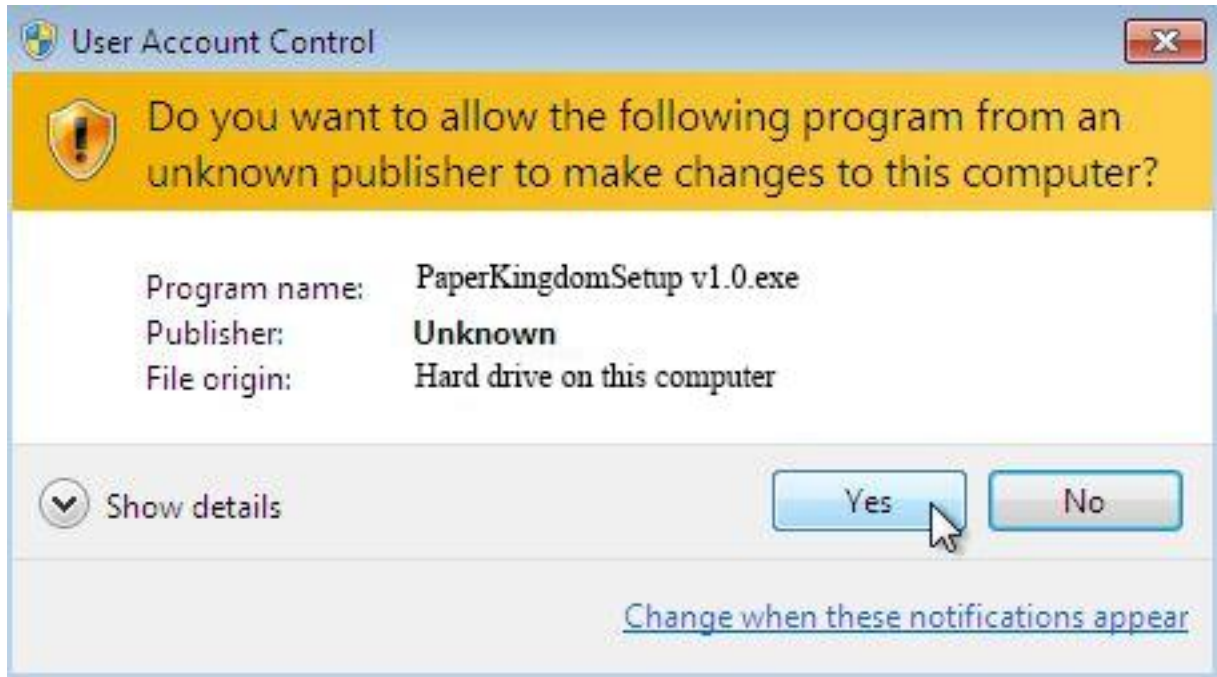 User Account Control
Do you want to allow the following program from an
unknown publisher to make changes to this computer?
Program name: PaperKingdomSetup v1.0.exe
Publisher: Unknown
File origin: Hard drive on this computer
Show details
Yes No
Change when these notifications appear